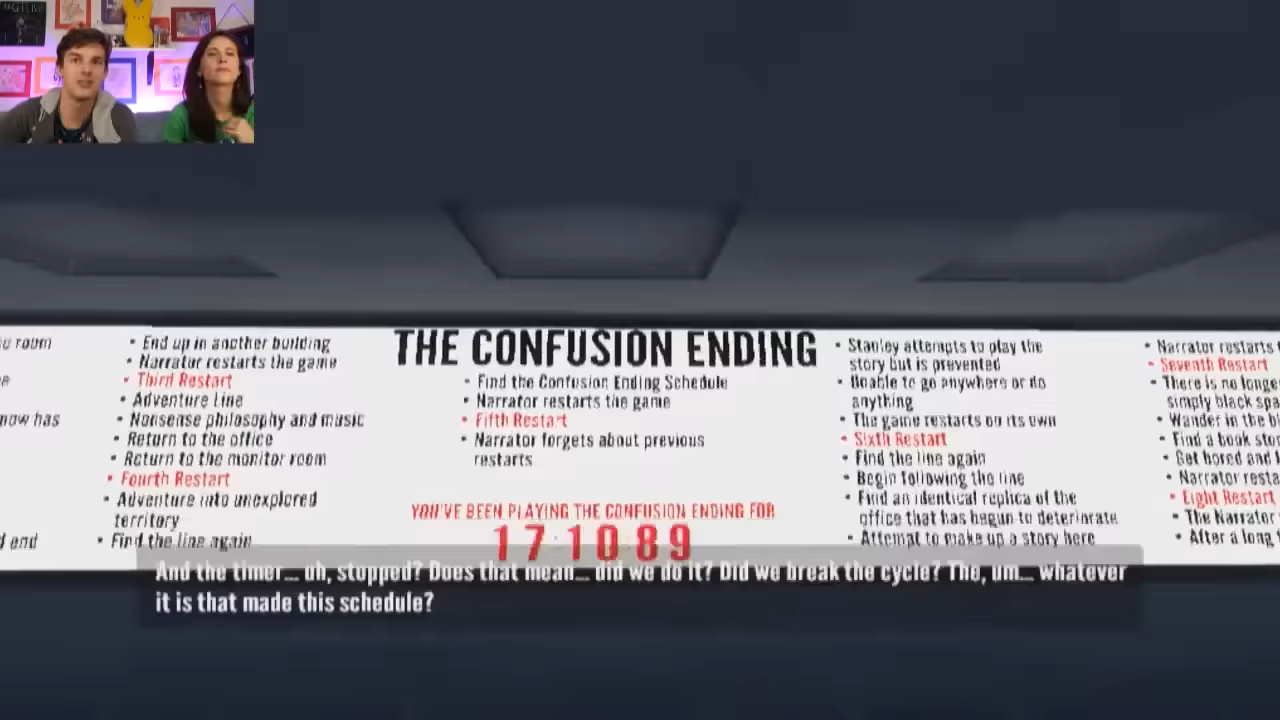 End up in another building
Narrator restarts the game
Third Restart
Adventure Line
Nonsense philosophy and music
Return to the office
Return to the monitor room
Fourth Restart
Adventure into unexplored
territory
Find the line again
THE CONFUSION ENDING
Find the Confusion Ending Schedule
Narrator restarts the game
Fifth Restart
Narrator forgets about previous
restarts
YOU'VE BEEN PLAYING THE CONFUSION ENDING FOR
17:10:89
Stanley attempts to play the
story but is prevented
Unable to go anywhere or do
anything
The game restarts on its own
Sixth Restart
Find the line again
Begin following the line
Find an identical replica of the
office that has begun to deteriorate
Attempt to make up a story here
Narrator restarts
Seventh Restart
There is no longe
simply black spa
Wander in the bl
Find a book sto
Get bored and
Narrator resta
Eight Restart
The Narrator
After a long
room
now has
end
And the timer... uh, stopped? Does that mean... did we do it? Did we break the cycle? The, um... whatever
it is that made this schedule?